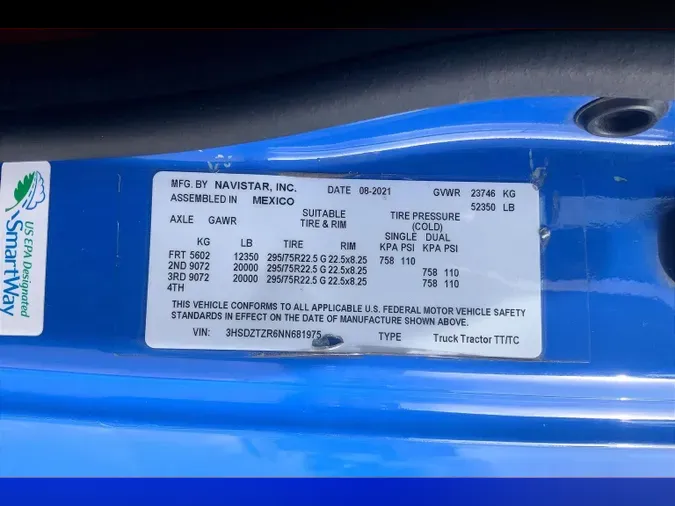 US EPA Designated
SmartWay
MFG. BY NAVISTAR, INC. DATE 08-2021 GVWR 23746 KG
ASSEMBLED IN MEXICO 52350 LB
AXLE GAWR SUITABLE TIRE & RIM TIRE PRESSURE (COLD)
SINGLE DUAL
KG LB TIRE RIM KPA PSI KPA PSI
FRT 5602 12350 295/75R22.5 G 22.5x8.25 758 110
2ND 9072 20000 295/75R22.5 G 22.5x8.25 758 110
3RD 9072 20000 295/75R22.5 G 22.5x8.25 758 110
4TH
THIS VEHICLE CONFORMS TO ALL APPLICABLE U.S. FEDERAL MOTOR VEHICLE SAFETY
STANDARDS IN EFFECT ON THE DATE OF MANUFACTURE SHOWN ABOVE.
VIN: 3HSDZTZR6NN681975 TYPE Truck Tractor TT/TC